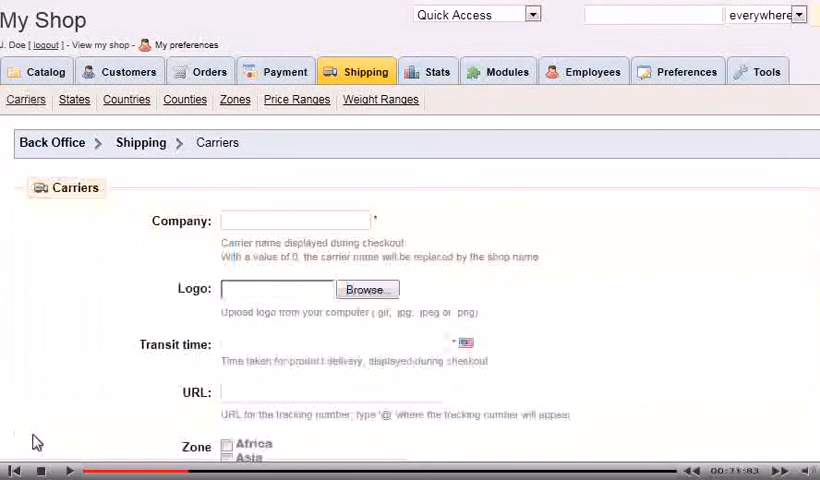 My Shop
Quick Access
everywhere
J. Doe [ logout ] - View my shop - My preferences
Catalog Customers Orders Payment Shipping Stats Modules Employees Preferences Tools
Carriers States Countries Counties Zones Price Ranges Weight Ranges
Back Office Shipping Carriers
Carriers
Company: *
Carrier name displayed during checkout
With a value of 0, the carrier name will be replaced by the shop name
Logo: Browse...
Upload logo from your computer (.gif, .jpg, .jpeg or .png)
Transit time: *
Time taken for product delivery, displayed during checkout
URL:
URL for the tracking number; type '@' where the tracking number will appear
Zone Africa
Asia